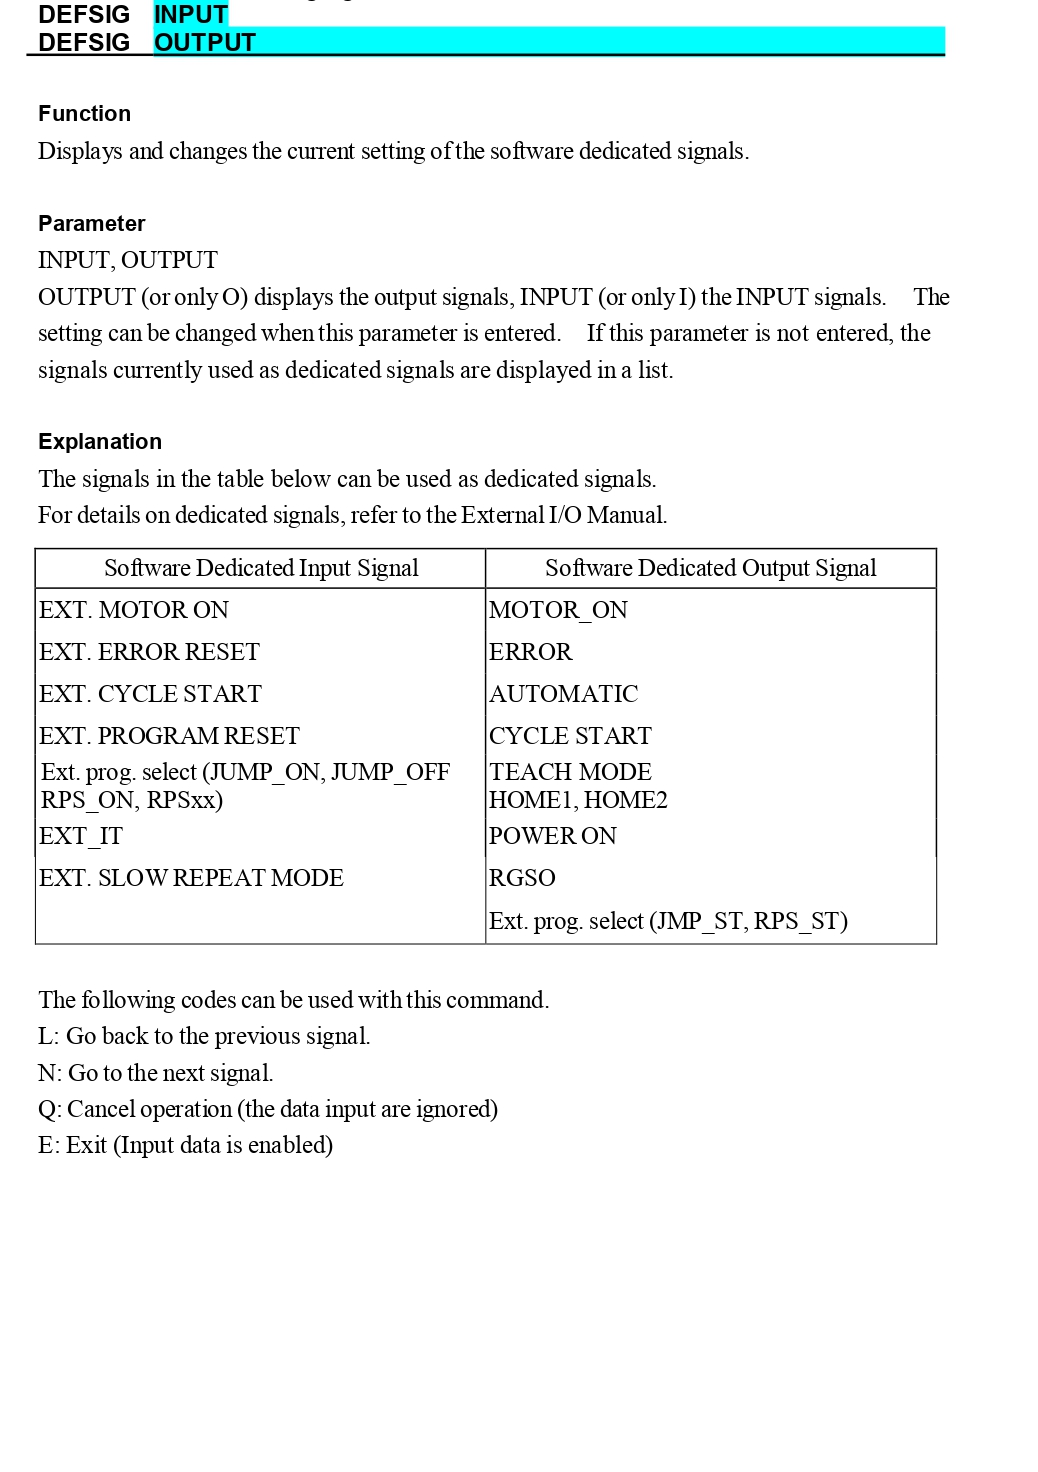 DEFSIG INPUT
DEFSIG OUTPUT
Function
Displays and changes the current setting of the software dedicated signals.
Parameter
INPUT, OUTPUT
OUTPUT (or only O) displays the output signals, INPUT (or only I) the INPUT signals. The
setting can be changed when this parameter is entered. If this parameter is not entered, the
signals currently used as dedicated signals are displayed in a list.
Explanation
The signals in the table below can be used as dedicated signals.
For details on dedicated signals, refer to the External I/O Manual.
Software Dedicated Input Signal Software Dedicated Output Signal
EXT. MOTOR ON MOTOR_ON
EXT. ERROR RESET ERROR
EXT. CYCLE START AUTOMATIC
EXT. PROGRAM RESET CYCLE START
Ext. prog. select (JUMP_ON, JUMP_OFF TEACH MODE
RPS_ON, RPSxx) HOME1, HOME2
EXT_IT POWER ON
EXT. SLOW REPEAT MODE RGSO
Ext. prog. select (JMP_ST, RPS_ST)
The following codes can be used with this command.
L: Go back to the previous signal.
N: Go to the next signal.
Q: Cancel operation (the data input are ignored)
E: Exit (Input data is enabled)